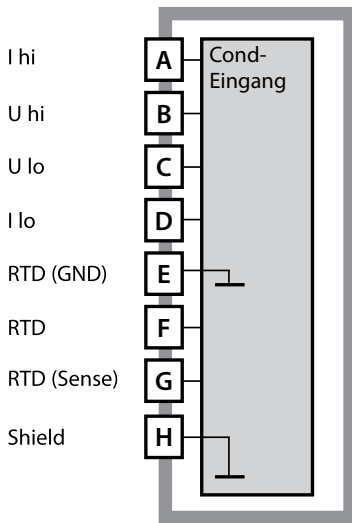 I hi A Cond-
Eingang
U hi B
U lo C
I lo D
RTD (GND) E
RTD F
RTD (Sense) G
Shield H